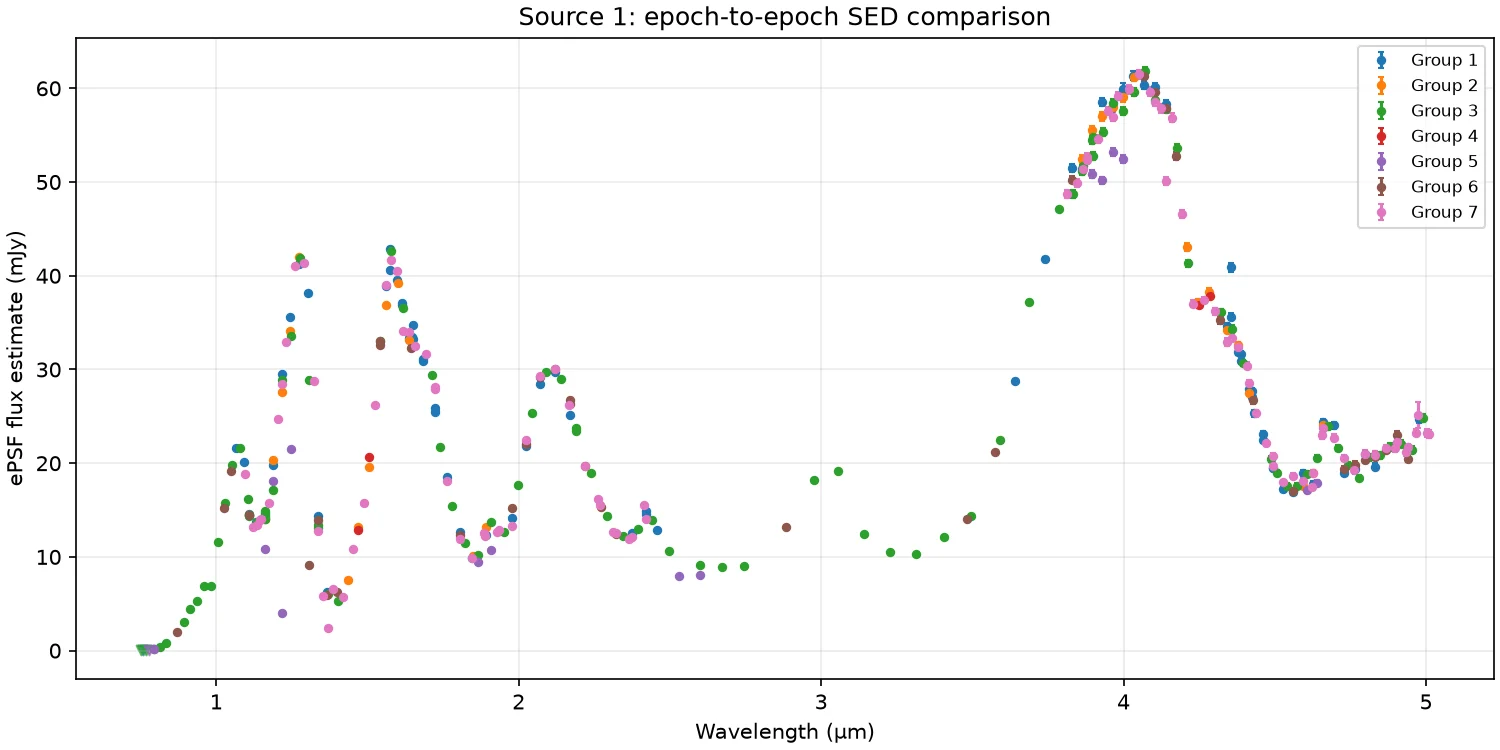 Source 1: epoch-to-epoch SED comparison
ePSF flux estimate (mJy)
60
50
40
30
20
10
0
1
2
3
4
5
Wavelength (μm)
Group 1
Group 2
Group 3
Group 4
Group 5
Group 6
Group 7